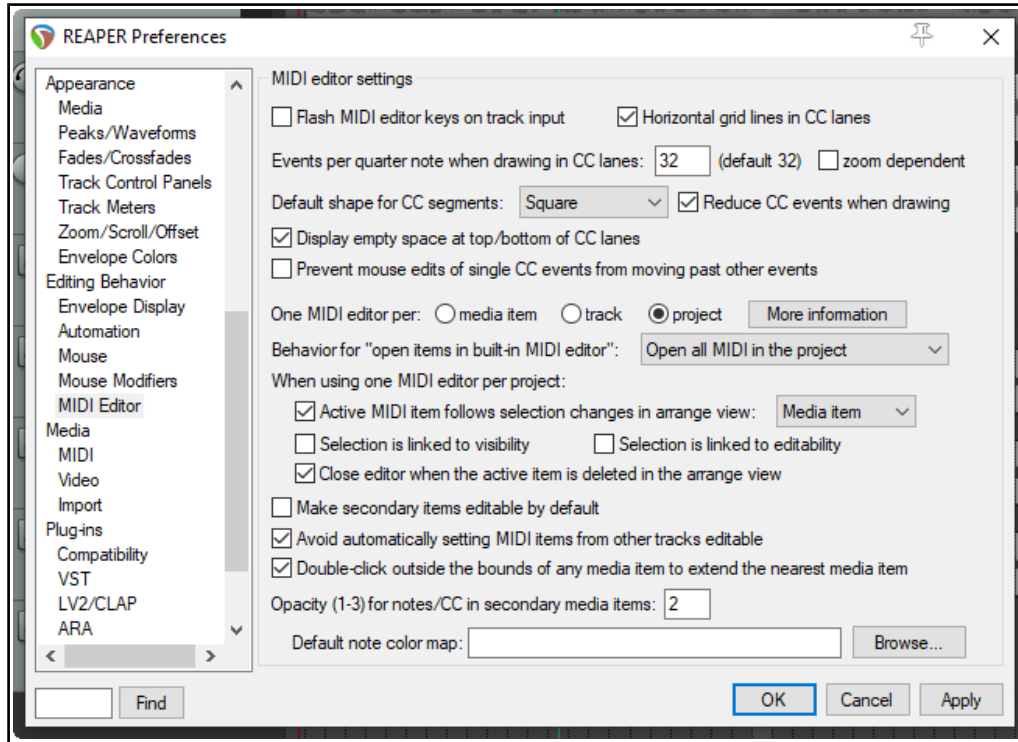 REAPER Preferences
Appearance
Media
Peaks/Waveforms
Fades/Crossfades
Track Control Panels
Track Meters
Zoom/Scroll/Offset
Envelope Colors
Editing Behavior
Envelope Display
Automation
Mouse
Mouse Modifiers
MIDI Editor
Media
MIDI
Video
Import
Plug-ins
Compatibility
VST
LV2/CLAP
ARA
Find
MIDI editor settings
Flash MIDI editor keys on track input Horizontal grid lines in CC lanes
Events per quarter note when drawing in CC lanes: 32 (default 32) zoom dependent
Default shape for CC segments: Square Reduce CC events when drawing
Display empty space at top/bottom of CC lanes
Prevent mouse edits of single CC events from moving past other events
One MIDI editor per: media item track project More information
Behavior for "open items in built-in MIDI editor": Open all MIDI in the project
When using one MIDI editor per project:
Active MIDI item follows selection changes in arrange view: Media item
Selection is linked to visibility Selection is linked to editability
Close editor when the active item is deleted in the arrange view
Make secondary items editable by default
Avoid automatically setting MIDI items from other tracks editable
Double-click outside the bounds of any media item to extend the nearest media item
Opacity (1-3) for notes/CC in secondary media items: 2
Default note color map: Browse...
OK Cancel Apply